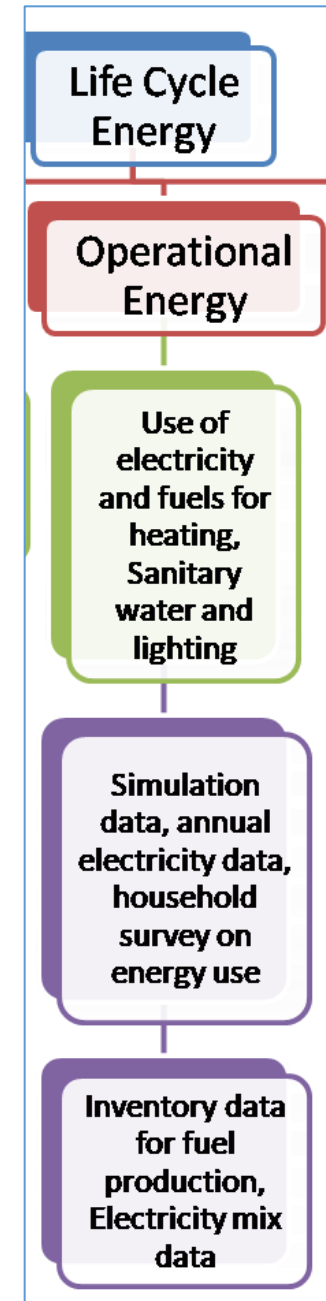 Life Cycle
Energy
Operational
Energy
Use of
electricity
and fuels for
heating,
Sanitary
water and
lighting
Simulation
data, annual
electricity data,
household
survey on
energy use
Inventory data
for fuel
production,
Electricity mix
data